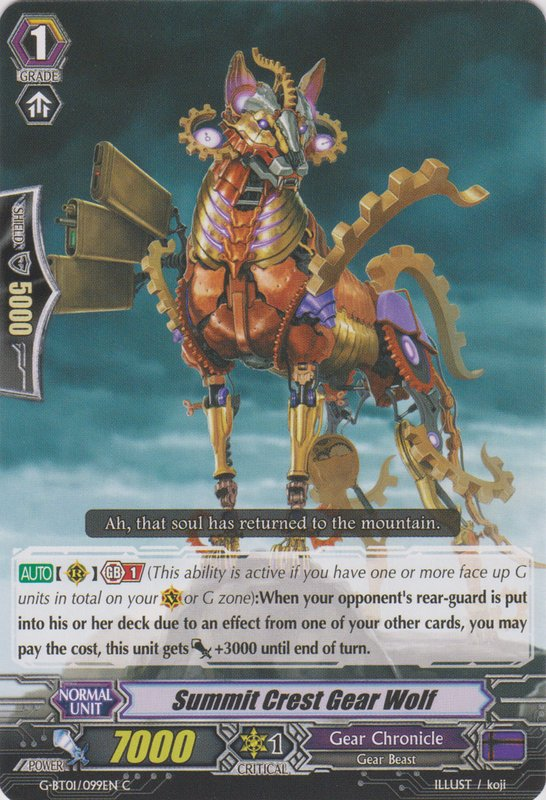 1
GRADE
SHIELD
5000
Ah, that soul has returned to the mountain.
AUTO【 R 】 GB 1 (This ability is active if you have one or more face up G
units in total on your V or G zone):When your opponent's rear-guard is put
into his or her deck due to an effect from one of your other cards, you may
pay the cost, this unit gets +3000 until end of turn.
NORMAL
UNIT
Summit Crest Gear Wolf
POWER
7000
1
CRITICAL
Gear Chronicle
Gear Beast
G-BT01/099EN C
ILLUST / koji